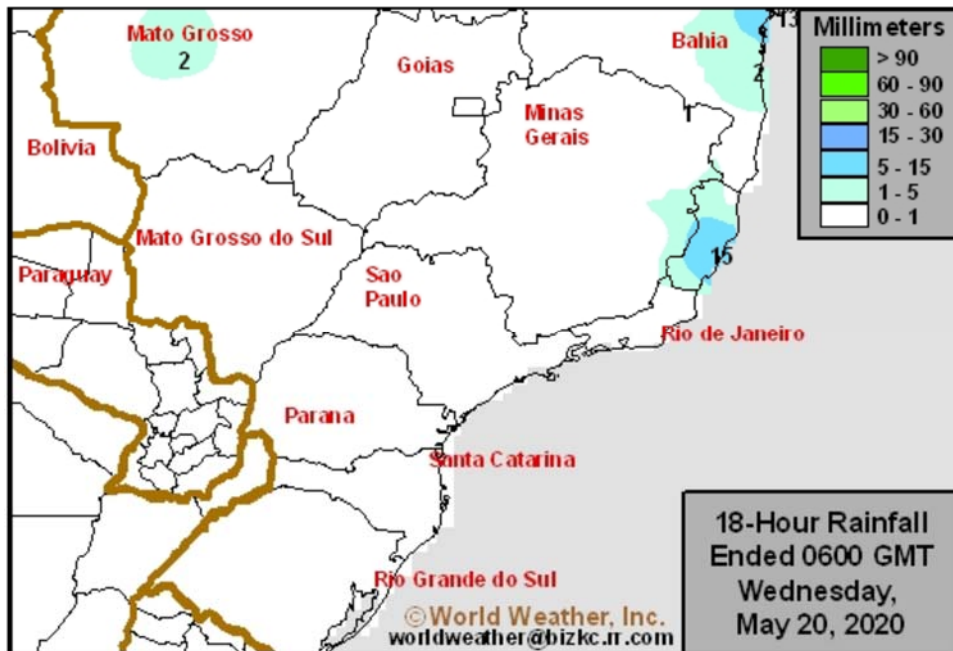 Mato Grosso
2
Goias
Bahia
13
2
Minas
Gerais
1
Bolivia
Mato Grosso do Sul
Paraguay
Sao
Paulo
15
Rio de Janeiro
Parana
Santa Catarina
Rio Grande do Sul
© World Weather, Inc.
worldweather@bizkc.rr.com
Millimeters
> 90
60 - 90
30 - 60
15 - 30
5 - 15
1 - 5
0 - 1
18-Hour Rainfall
Ended 0600 GMT
Wednesday,
May 20, 2020